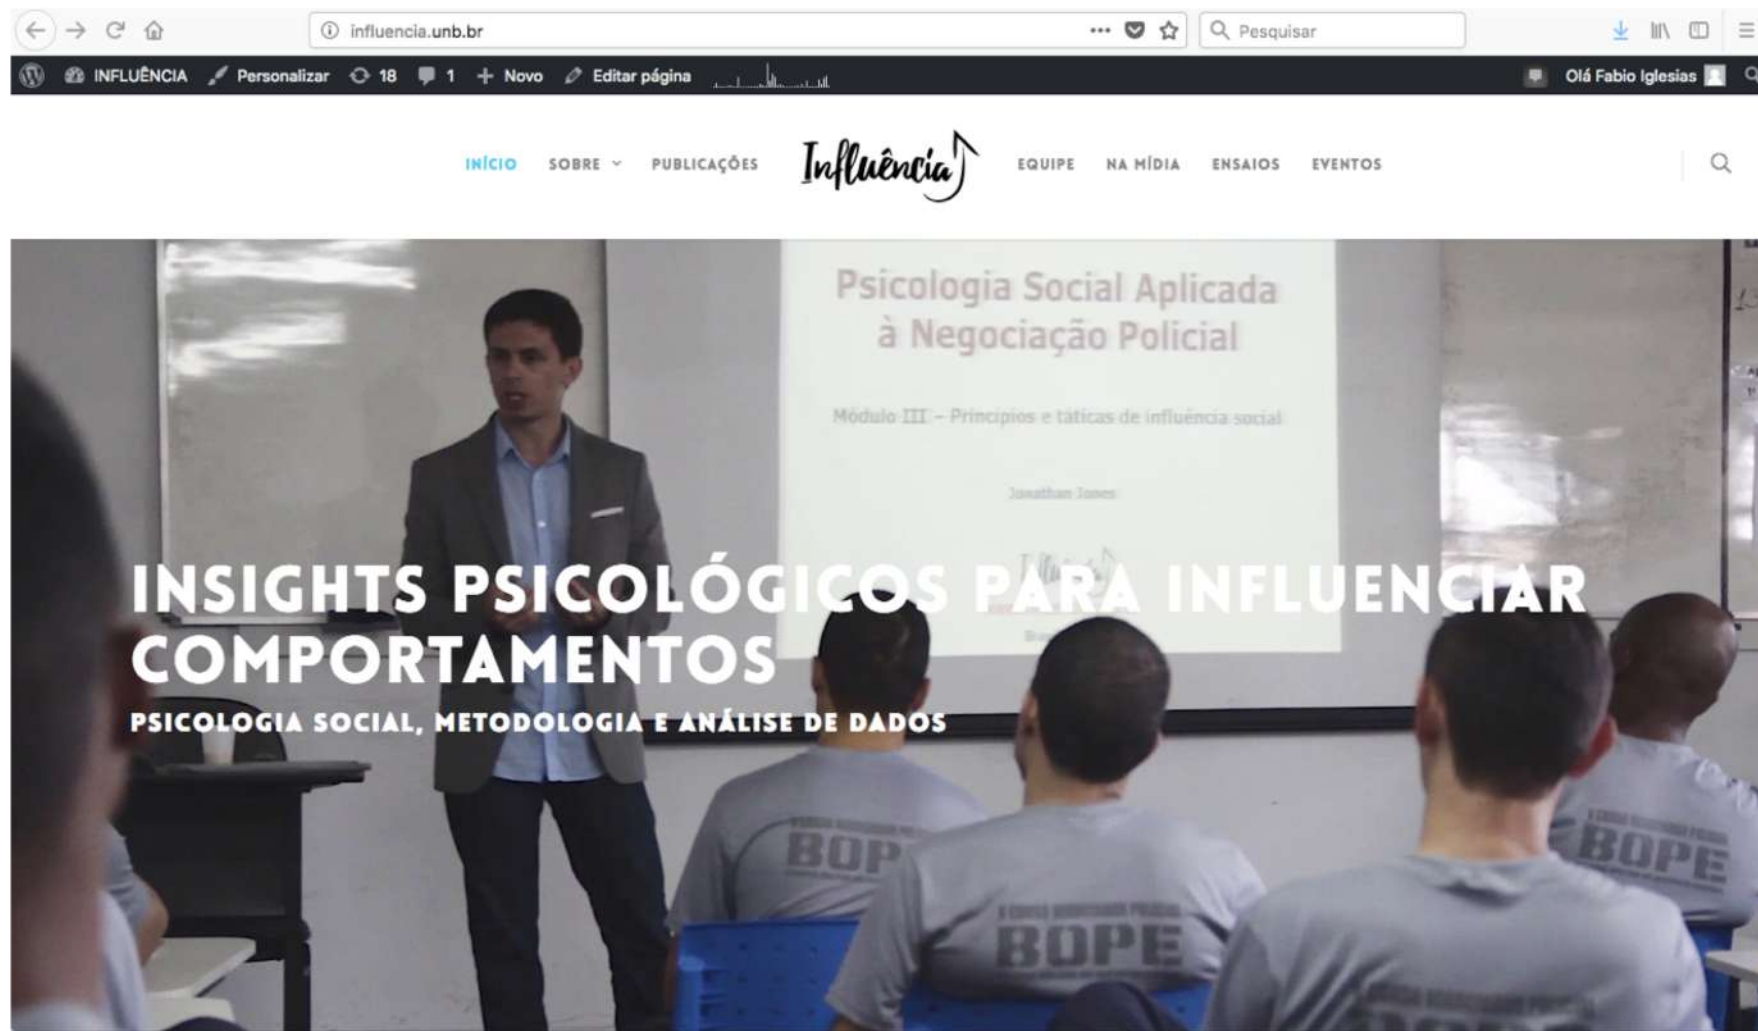 influencia.unb.br
Pesquisar
INFLUÊNCIA Personalizar 18 1 + Novo Editar página Olá Fabio Iglesias
INÍCIO SOBRE PUBLICAÇÕES Influência EQUIPE NA MÍDIA ENSAIOS EVENTOS
Psicologia Social Aplicada
à Negociação Policial
Módulo III – Princípios e táticas de influência social
Jonathan Jones
Influência
INSIGHTS PSICOLÓGICOS PARA INFLUENCIAR
COMPORTAMENTOS
PSICOLOGIA SOCIAL, METODOLOGIA E ANÁLISE DE DADOS
BOPE
BOPE
BOPE